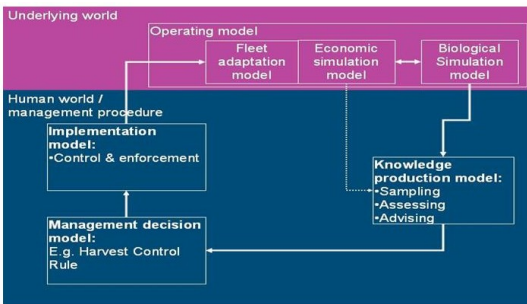 Underlying world
Operating model
Fleet
adaptation
model
Economic
simulation
model
Biological
Simulation
model
Human world /
management procedure
Implementation
model:
•Control & enforcement
Knowledge
production model:
•Sampling
•Assessing
•Advising
Management decision
model:
E.g. Harvest Control
Rule